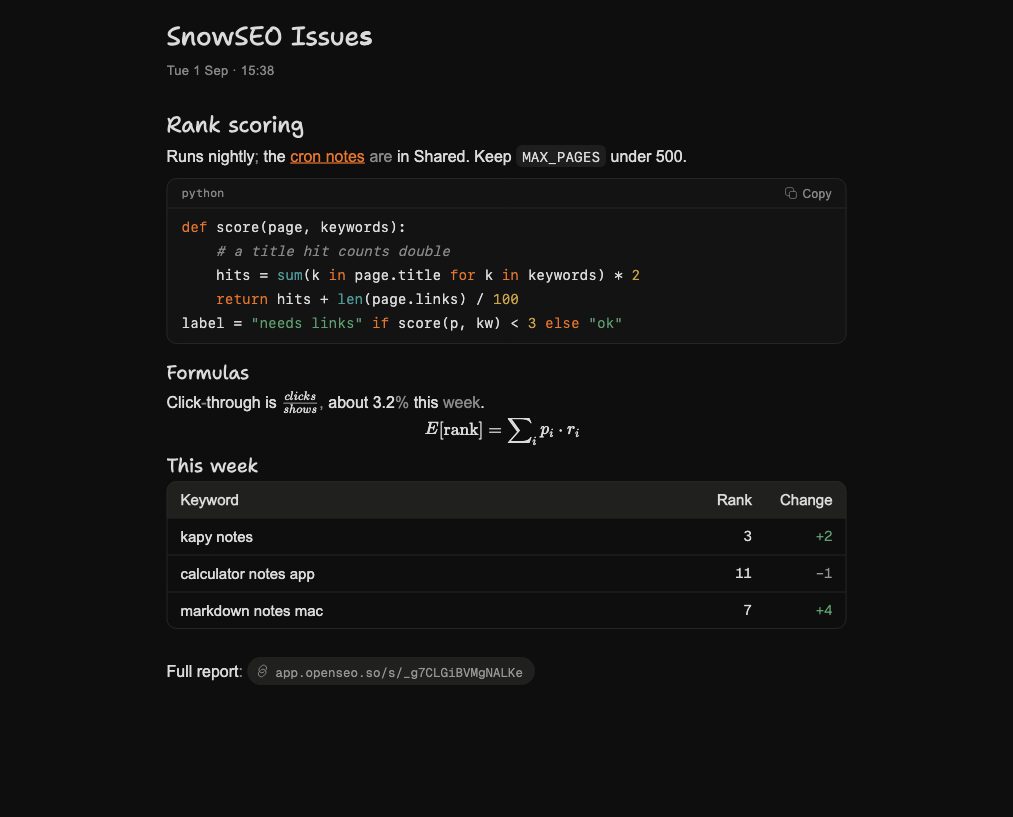 SnowSEO Issues
Tue 1 Sep · 15:38
Rank scoring
Runs nightly; the cron notes are in Shared. Keep MAX_PAGES under 500.
python Copy
def score(page, keywords):
    # a title hit counts double
    hits = sum(k in page.title for k in keywords) * 2
    return hits + len(page.links) / 100
label = "needs links" if score(p, kw) < 3 else "ok"
Formulas
Click-through is clicks/shows, about 3.2% this week.
E[rank] = ∑_i p_i · r_i
This week
Keyword Rank Change
kapy notes 3 +2
calculator notes app 11 −1
markdown notes mac 7 +4
Full report: app.openseo.so/s/_g7CLGiBVMgNALKe